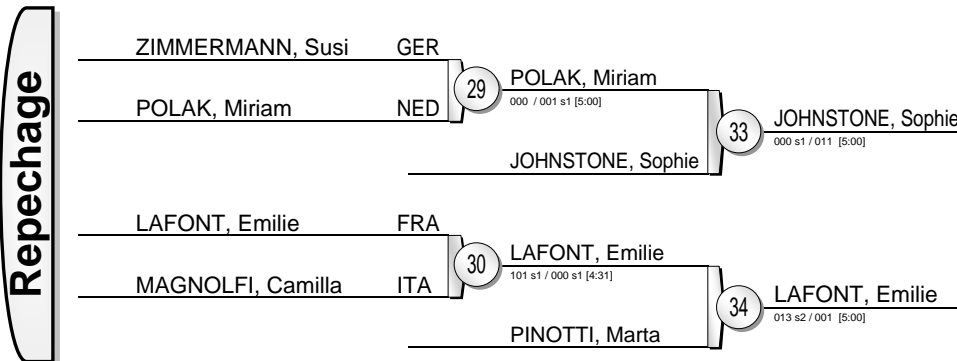 Repechage
ZIMMERMANN, Susi GER
POLAK, Miriam NED
29
POLAK, Miriam
000 / 001 s1 [5:00]
JOHNSTONE, Sophie
33
JOHNSTONE, Sophie
000 s1 / 011 [5:00]
LAFONT, Emilie FRA
MAGNOLFI, Camilla ITA
30
LAFONT, Emilie
101 s1 / 000 s1 [4:31]
PINOTTI, Marta
34
LAFONT, Emilie
013 s2 / 001 [5:00]